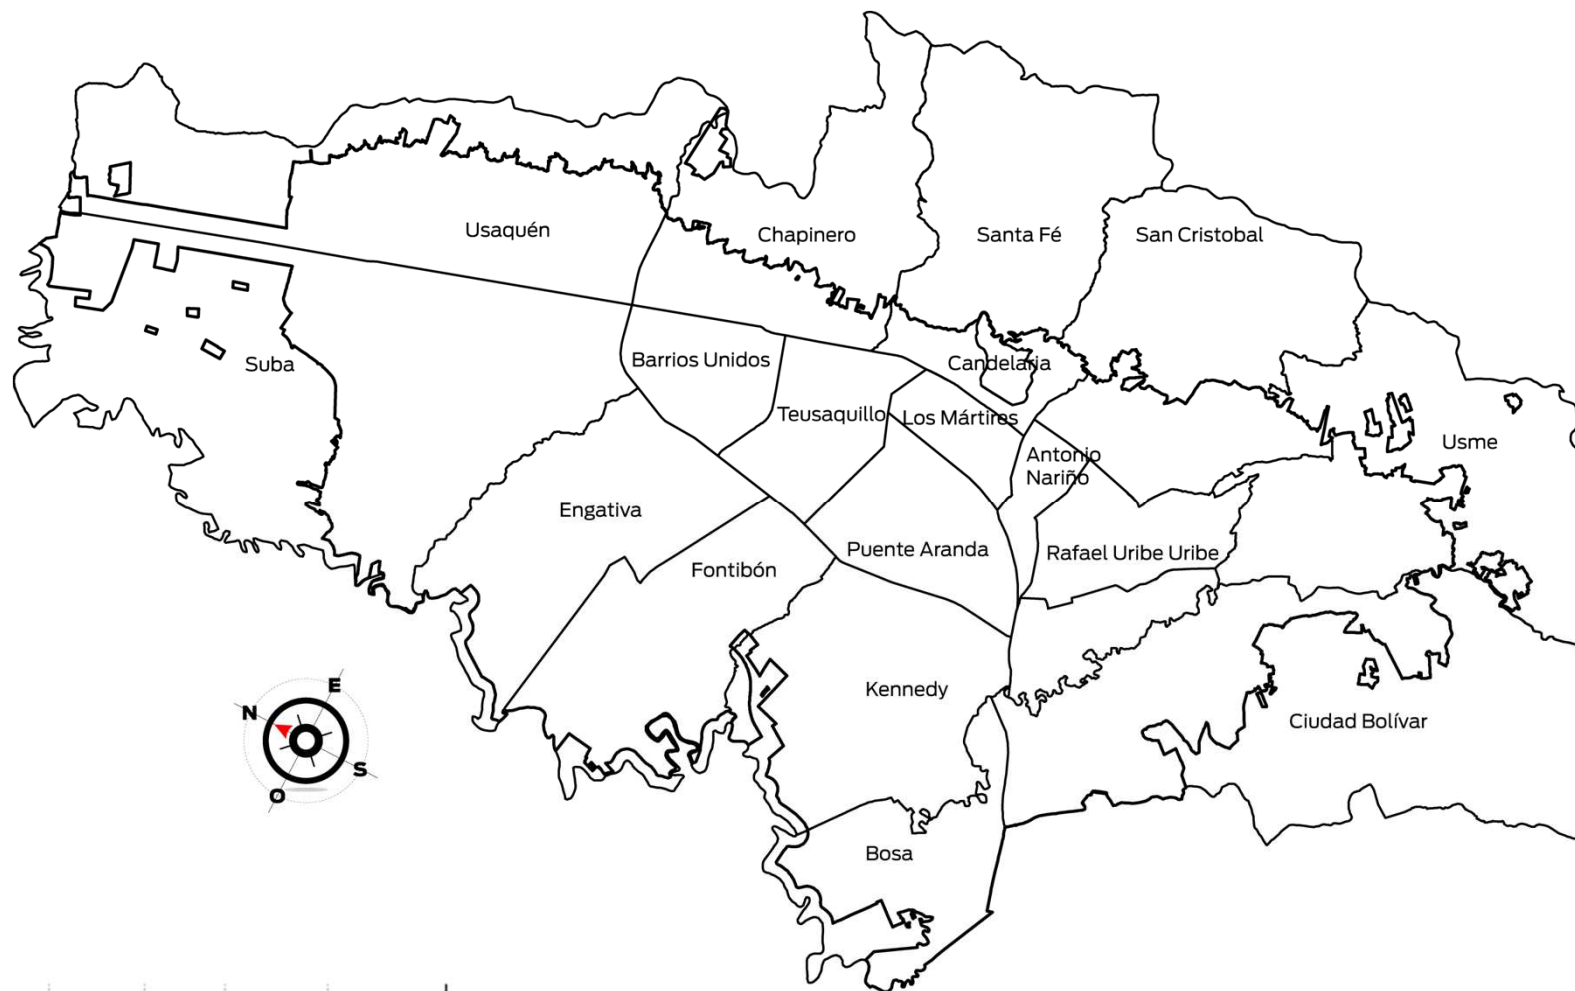 Usaquén
Chapinero
Santa Fé
San Cristobal
Suba
Barrios Unidos
Candelaria
Teusaquillo
Los Mártires
Usme
Antonio
Nariño
Engativa
Puente Aranda
Rafael Uribe Uribe
Fontibón
Kennedy
Ciudad Bolívar
Bosa
E
N
S
O